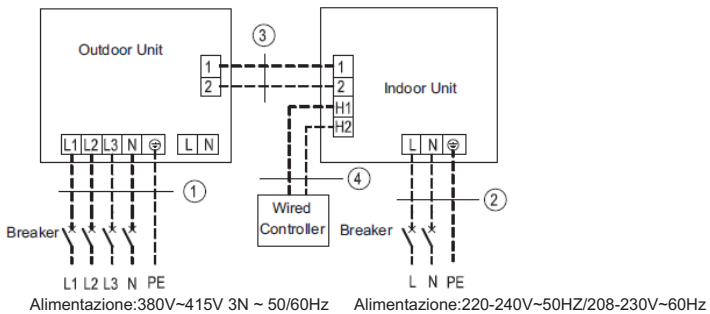 Outdoor Unit
1
2
L1 L2 L3 N
L N
3
1
2
H1
H2
Indoor Unit
L N
1
4
2
Wired
Controller
Breaker
Breaker
L1 L2 L3 N PE
L N PE
Alimentazione:380V~415V 3N ~ 50/60Hz
Alimentazione:220-240V~50HZ/208-230V~60Hz